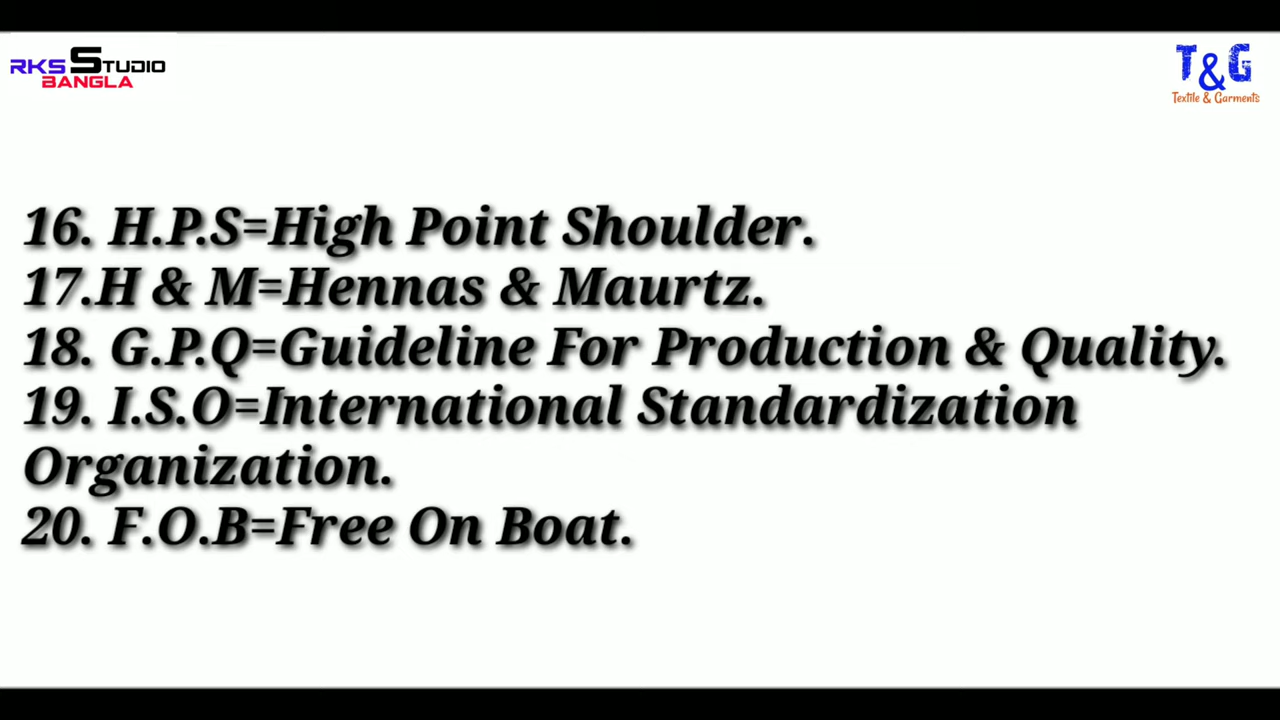 RKS STUDIO
BANGLA
T&G
Textile & Garments
16. H.P.S=High Point Shoulder.
17.H & M=Hennas & Maurtz.
18. G.P.Q=Guideline For Production & Quality.
19. I.S.O=International Standardization
Organization.
20. F.O.B=Free On Boat.